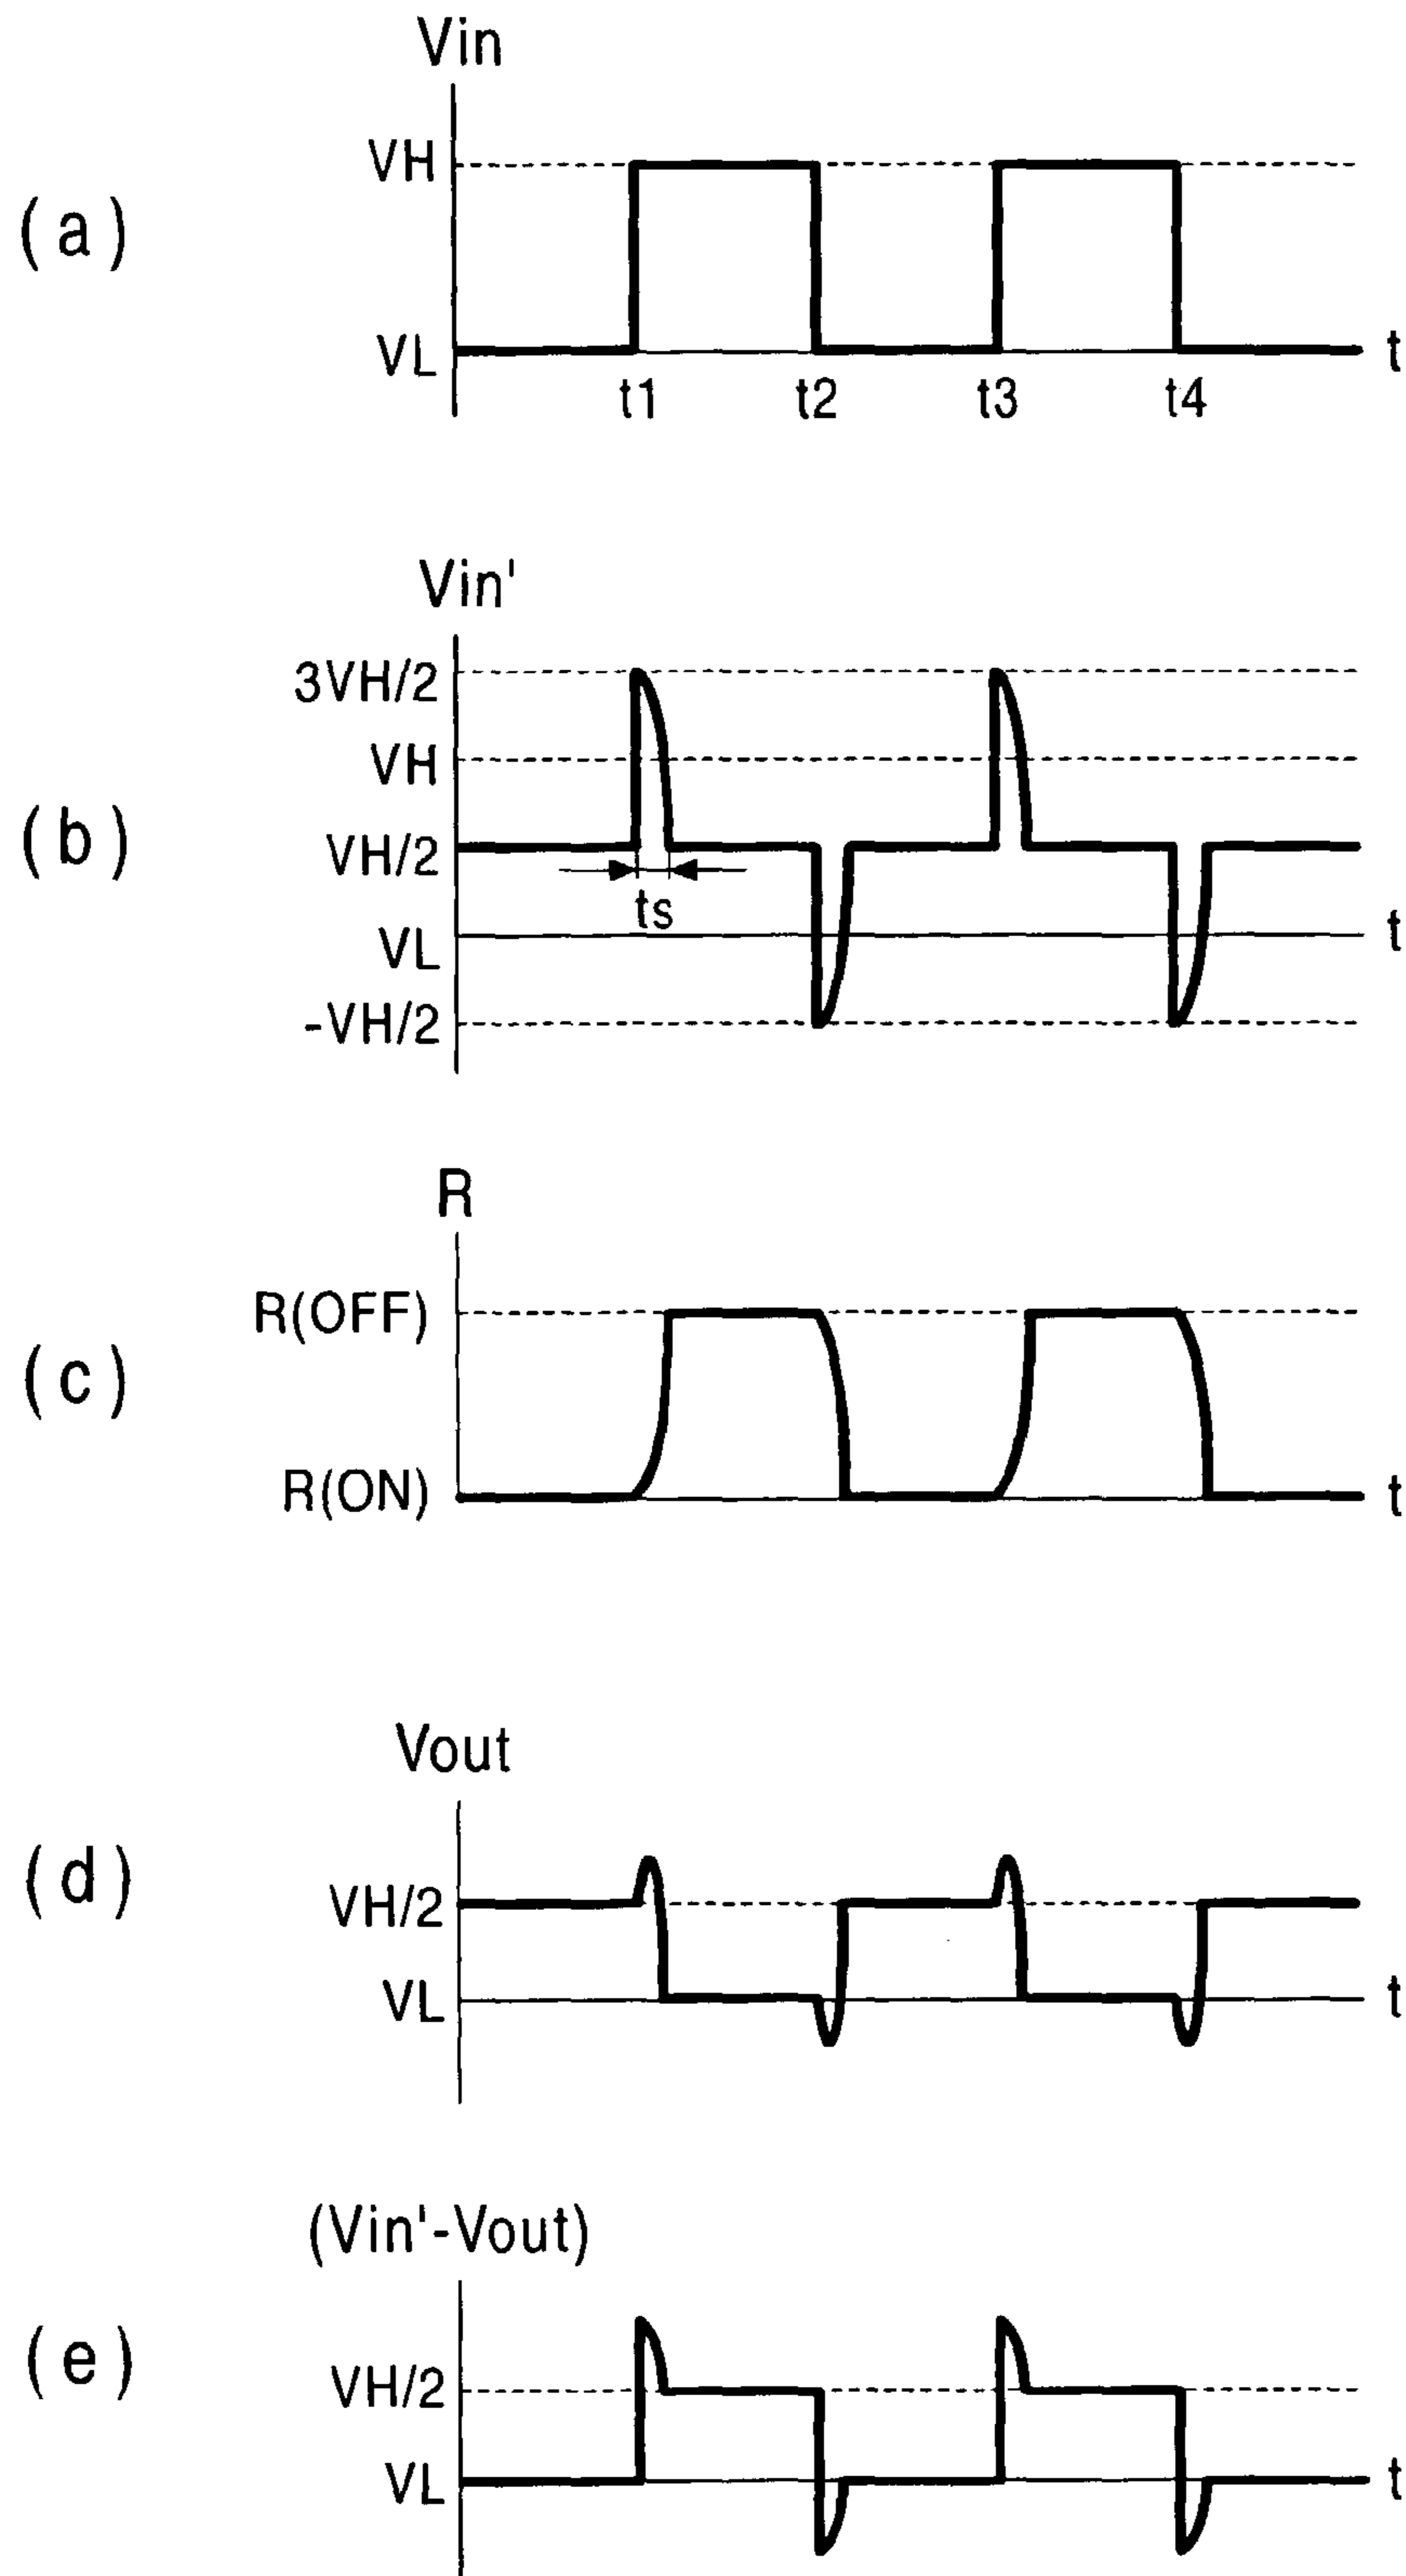 Vin
VH
(a)
VL
t
t1 t2 t3 t4
Vin'
3VH/2
VH
(b)
VH/2
ts
VL
t
-VH/2
R
R(OFF)
(c)
R(ON)
t
Vout
(d)
VH/2
VL
t
(Vin'-Vout)
(e)
VH/2
VL
t